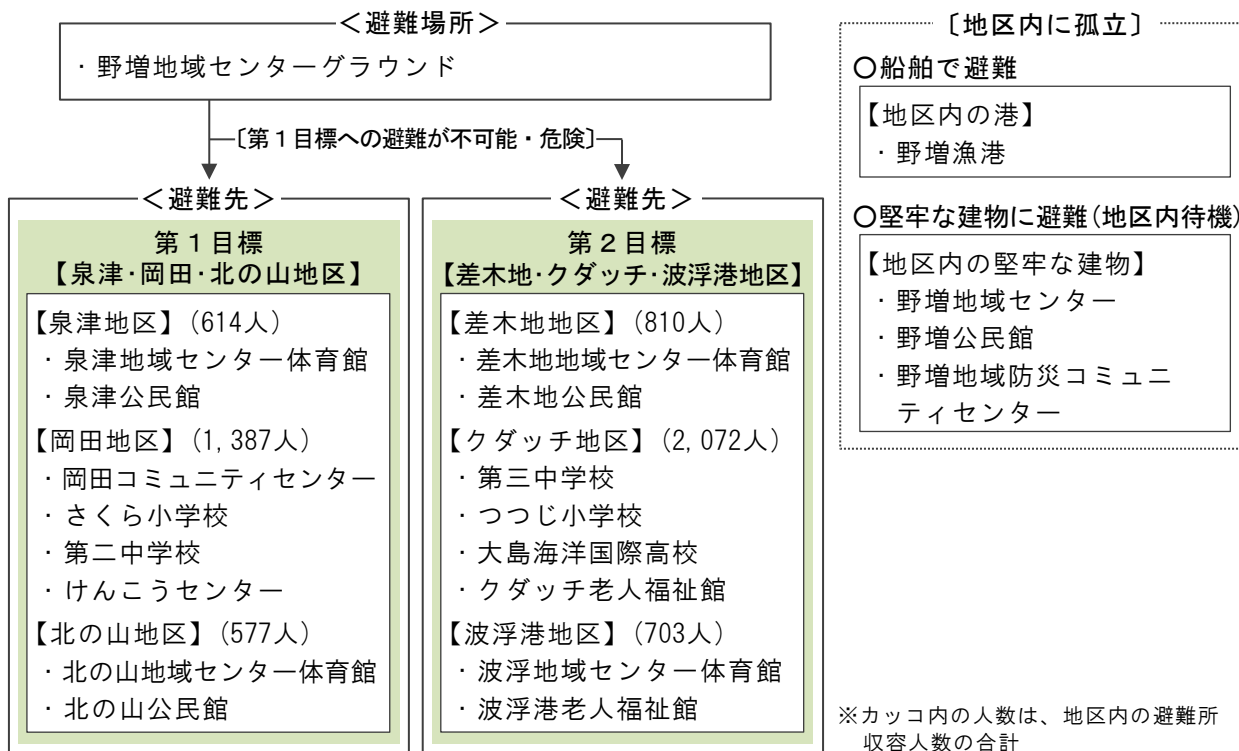 ＜避難場所＞
・野増地域センターグラウンド
〔第１目標への避難が不可能・危険〕
＜避難先＞
第１目標
【泉津・岡田・北の山地区】
【泉津地区】(614人)
・泉津地域センター体育館
・泉津公民館
【岡田地区】(1,387人)
・岡田コミュニティセンター
・さくら小学校
・第二中学校
・けんこうセンター
【北の山地区】(577人)
・北の山地域センター体育館
・北の山公民館
＜避難先＞
第２目標
【差木地・クダッチ・波浮港地区】
【差木地地区】(810人)
・差木地地域センター体育館
・差木地公民館
【クダッチ地区】(2,072人)
・第三中学校
・つつじ小学校
・大島海洋国際高校
・クダッチ老人福祉館
【波浮港地区】(703人)
・波浮地域センター体育館
・波浮港老人福祉館
〔地区内に孤立〕
○船舶で避難
【地区内の港】
・野増漁港
○堅牢な建物に避難(地区内待機)
【地区内の堅牢な建物】
・野増地域センター
・野増公民館
・野増地域防災コミュニ
ティセンター
※カッコ内の人数は、地区内の避難所
収容人数の合計